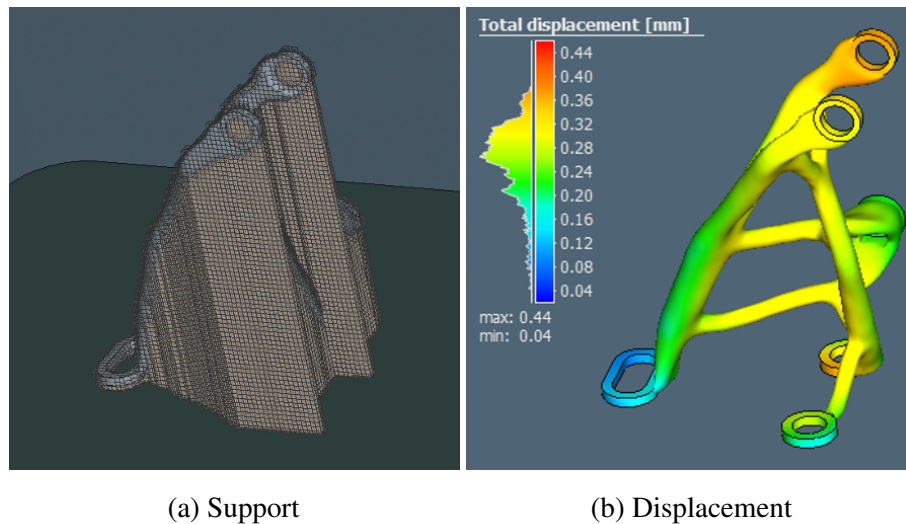 Total displacement [mm]
0.44
0.40
0.36
0.32
0.28
0.24
0.20
0.16
0.12
0.08
0.04
max: 0.44
min: 0.04
(a) Support
(b) Displacement